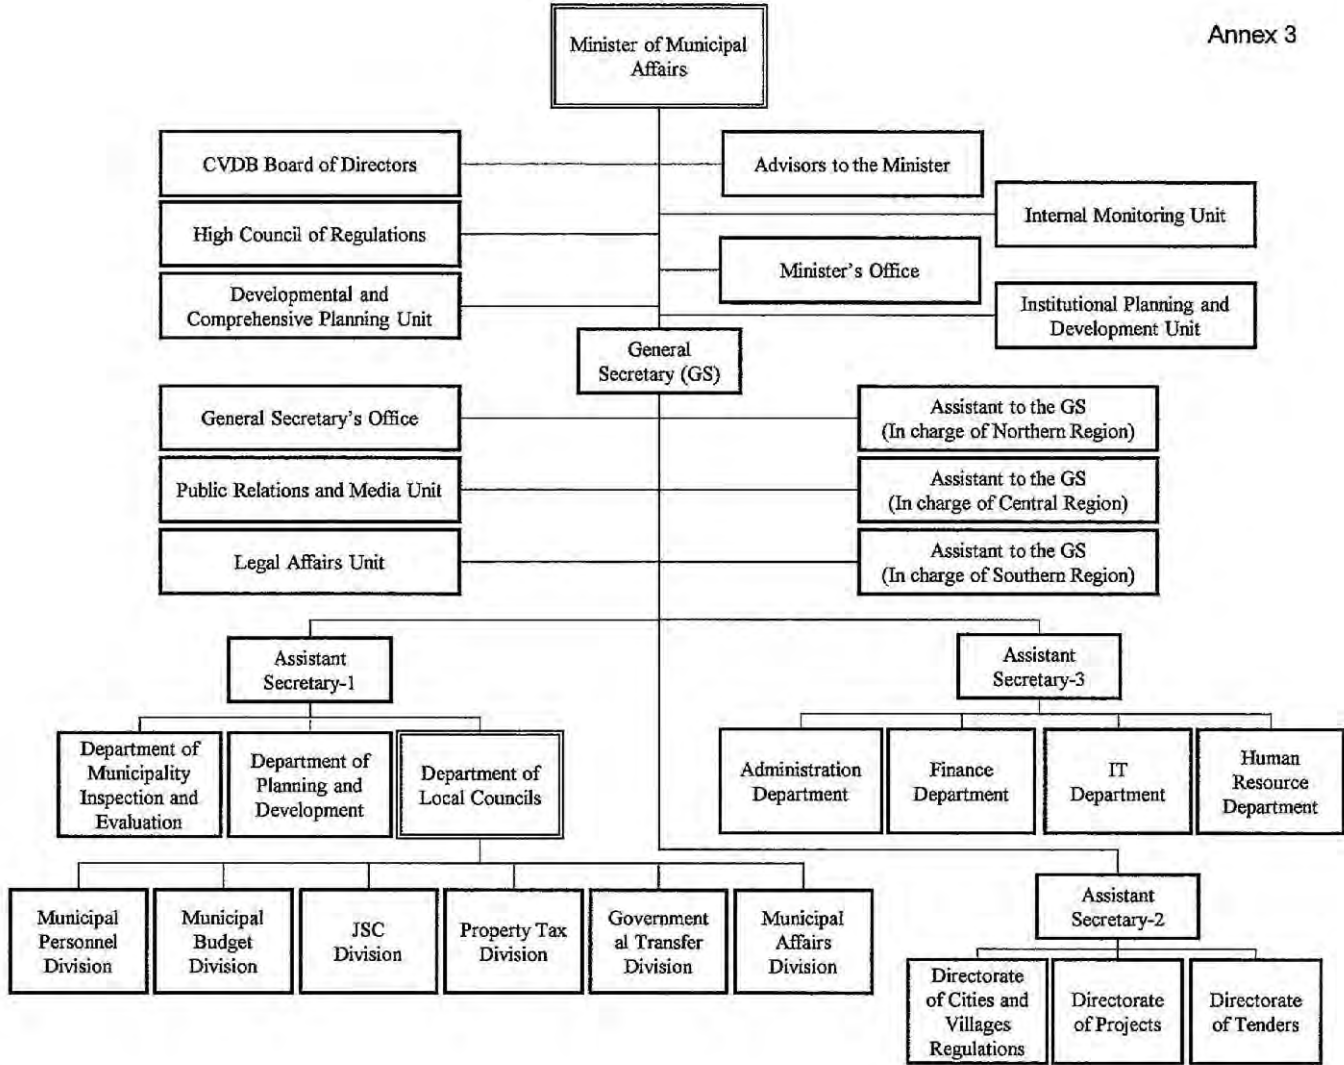 Annex 3
Minister of Municipal
Affairs
CVDB Board of Directors
Advisors to the Minister
Internal Monitoring Unit
High Council of Regulations
Minister's Office
Developmental and
Comprehensive Planning Unit
Institutional Planning and
Development Unit
General
Secretary (GS)
General Secretary's Office
Assistant to the GS
(In charge of Northern Region)
Public Relations and Media Unit
Assistant to the GS
(In charge of Central Region)
Legal Affairs Unit
Assistant to the GS
(In charge of Southern Region)
Assistant
Secretary-1
Assistant
Secretary-3
Department of
Municipality
Inspection and
Evaluation
Department of
Planning and
Development
Department of
Local Councils
Administration
Department
Finance
Department
IT
Department
Human
Resource
Department
Municipal
Personnel
Division
Municipal
Budget
Division
JSC
Division
Property Tax
Division
Government
al Transfer
Division
Municipal
Affairs
Division
Assistant
Secretary-2
Directorate
of Cities and
Villages
Regulations
Directorate
of Projects
Directorate
of Tenders